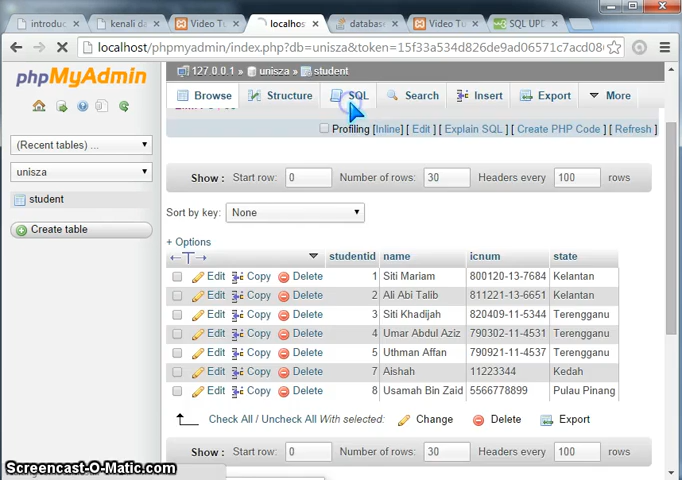 introduc
kenali da
Video Tu
localhos
database
Video Tu
SQL UPD
localhost/phpmyadmin/index.php?db=unisza&token=15f33a534d826de9ad06571c7acd08
phpMyAdmin
127.0.0.1 » unisza » student
Browse Structure SQL Search Insert Export More
Profiling [Inline] [ Edit ] [ Explain SQL ] [ Create PHP Code ] [ Refresh ]
(Recent tables) ...
unisza
student
Create table
Show : Start row: 0 Number of rows: 30 Headers every 100 rows
Sort by key: None
+ Options
←T→ studentid name icnum state
Edit Copy Delete 1 Siti Mariam 800120-13-7684 Kelantan
Edit Copy Delete 2 Ali Abi Talib 811221-13-6651 Kelantan
Edit Copy Delete 3 Siti Khadijah 820409-11-5344 Terengganu
Edit Copy Delete 4 Umar Abdul Aziz 790302-11-4531 Terengganu
Edit Copy Delete 5 Uthman Affan 790921-11-4537 Terengganu
Edit Copy Delete 7 Aishah 11223344 Kedah
Edit Copy Delete 8 Usamah Bin Zaid 5566778899 Pulau Pinang
Check All / Uncheck All With selected: Change Delete Export
Show : Start row: 0 Number of rows: 30 Headers every 100 rows
Screencast-O-Matic.com